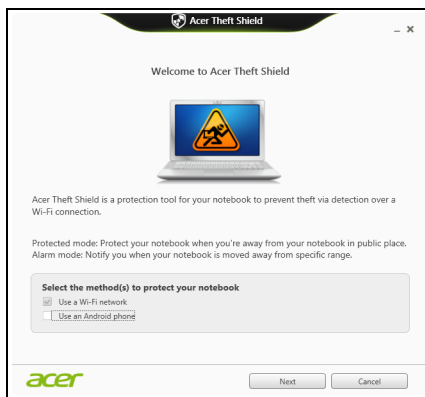 Acer Theft Shield
Welcome to Acer Theft Shield
Acer Theft Shield is a protection tool for your notebook to prevent theft via detection over a
Wi-Fi connection.
Protected mode: Protect your notebook when you're away from your notebook in public place.
Alarm mode: Notify you when your notebook is moved away from specific range.
Select the method(s) to protect your notebook
Use a Wi-Fi network
Use an Android phone
acer
Next
Cancel